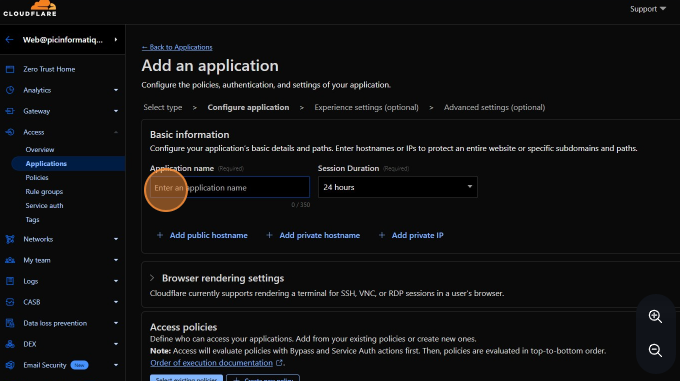 CLOUDFLARE
Support
Web@picinformatiq...
← Back to Applications
Add an application
Configure the policies, authentication, and settings of your application.
Select type > Configure application > Experience settings (optional) > Advanced settings (optional)
Zero Trust Home
Analytics
Gateway
Access
Overview
Applications
Policies
Rule groups
Service auth
Tags
Networks
My team
Logs
CASB
Data loss prevention
DEX
Email Security New
Basic information
Configure your application's basic details and paths. Enter hostnames or IPs to protect an entire website or specific subdomains and paths.
Application name (Required) Session Duration (Required)
Enter an application name 24 hours
0 / 350
+ Add public hostname + Add private hostname + Add private IP
Browser rendering settings
Cloudflare currently supports rendering a terminal for SSH, VNC, or RDP sessions in a user's browser.
Access policies
Define who can access your applications. Add from your existing policies or create new ones.
Note: Access will evaluate policies with Bypass and Service Auth actions first. Then, policies are evaluated in top-to-bottom order.
Order of execution documentation.
Select existing policies + Create new policy